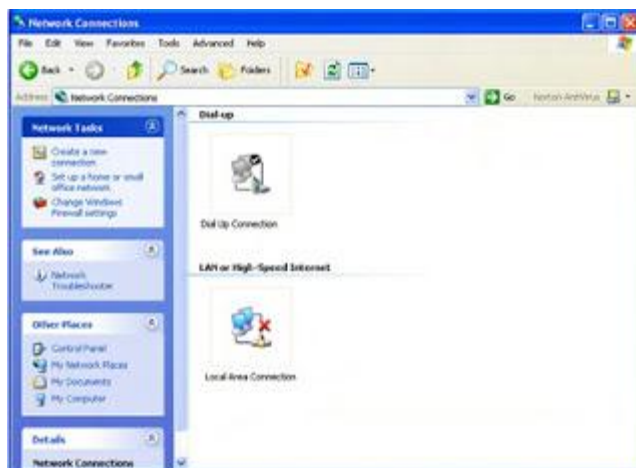 Network Connections
File Edit View Favorites Tools Advanced Help
Back Search Folders
Address Network Connections Go Norton AntiVirus
Network Tasks
Create a new
connection
Set up a home or small
office network
Change Windows
Firewall settings
See Also
Network
Troubleshooter
Other Places
Control Panel
My Network Places
My Documents
My Computer
Details
Network Connections
Dial-up
Dial Up Connection
LAN or High-Speed Internet
Local Area Connection